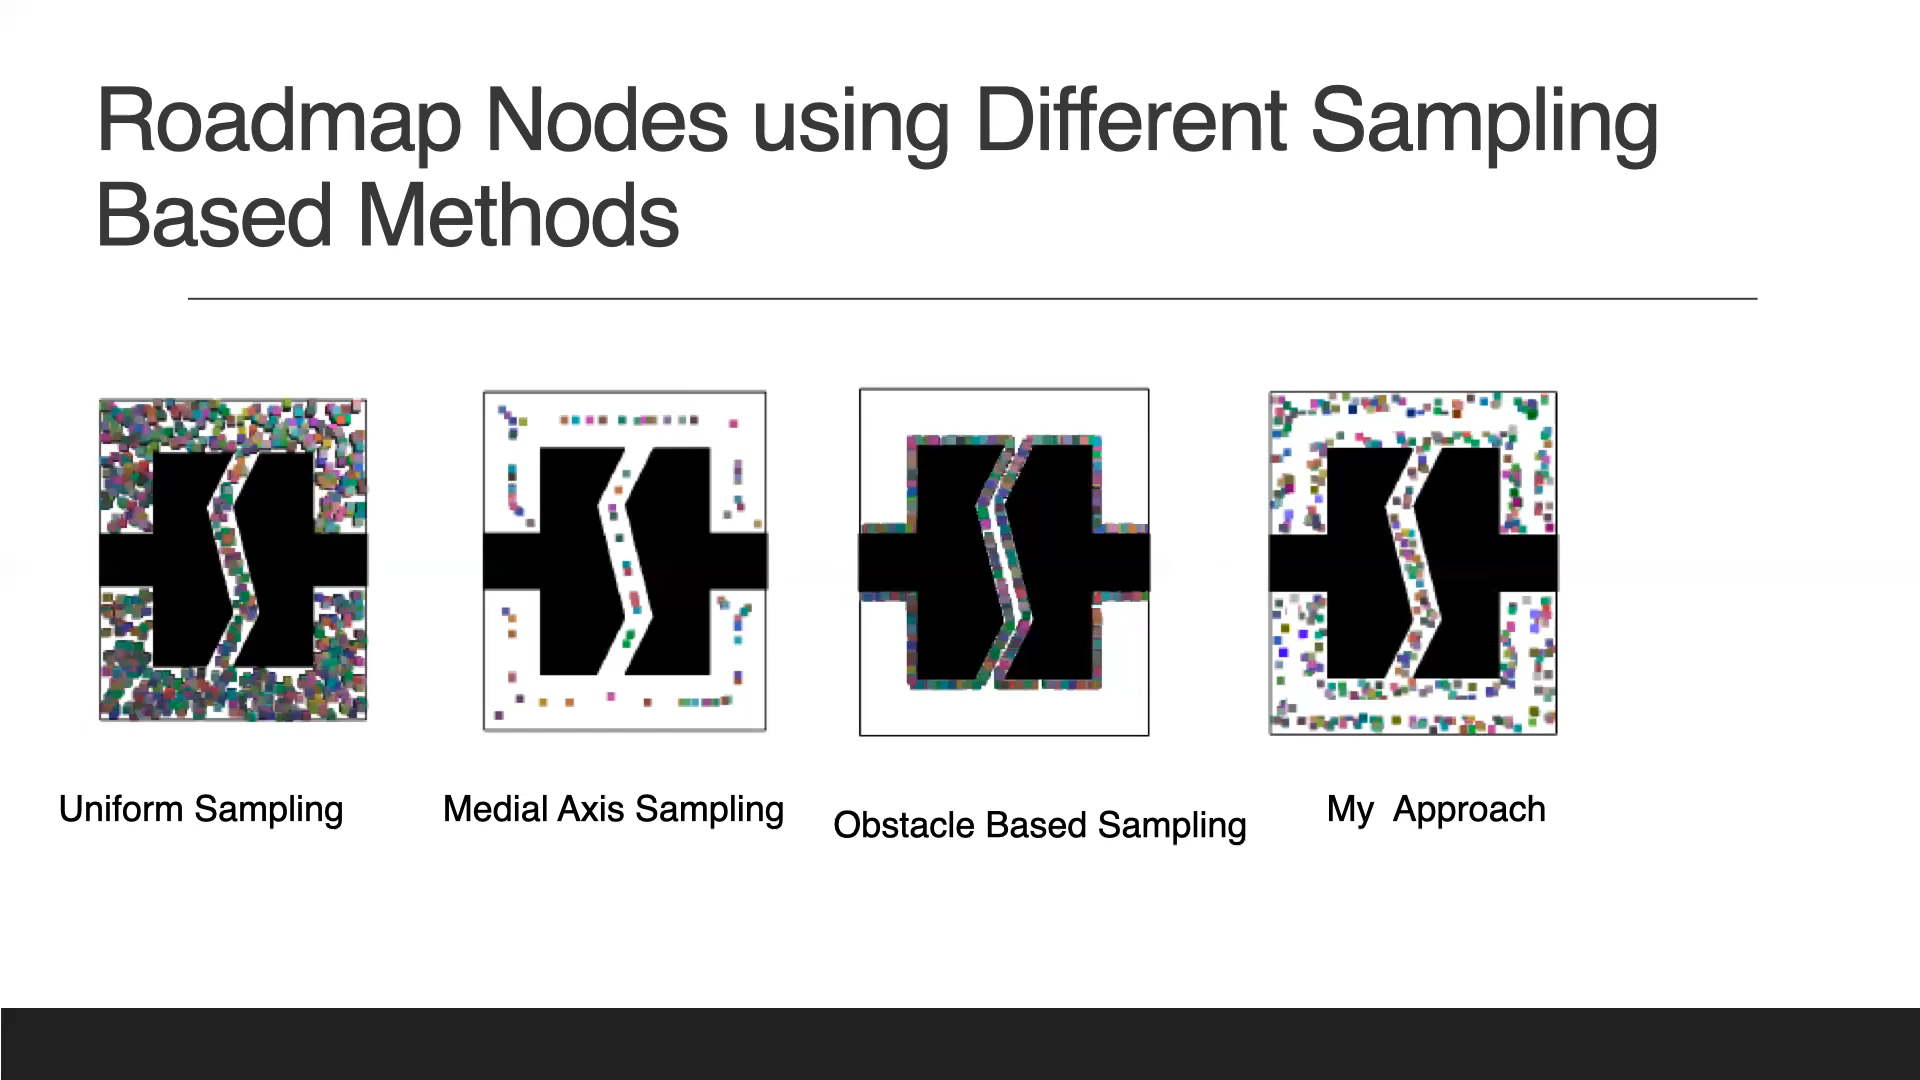 Roadmap Nodes using Different Sampling
Based Methods
Uniform Sampling
Medial Axis Sampling
Obstacle Based Sampling
My  Approach